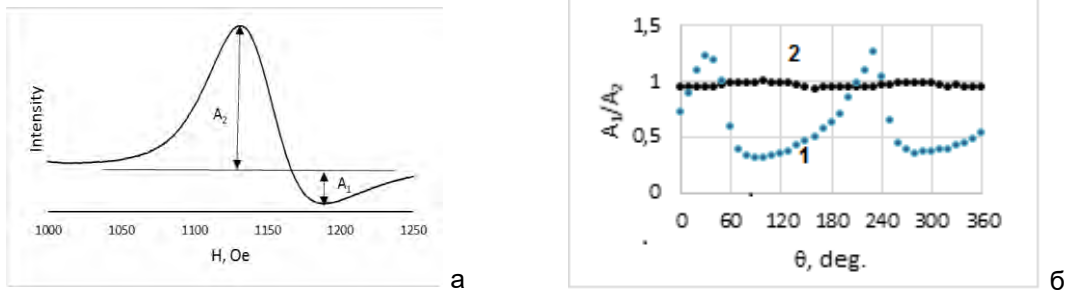 Intensity
A₂
A₁
1000 1050 1100 1150 1200 1250
H, Oe
а
A₁/A₂
1,5
1
0,5
0
2
1
0 60 120 180 240 300 360
θ, deg.
б